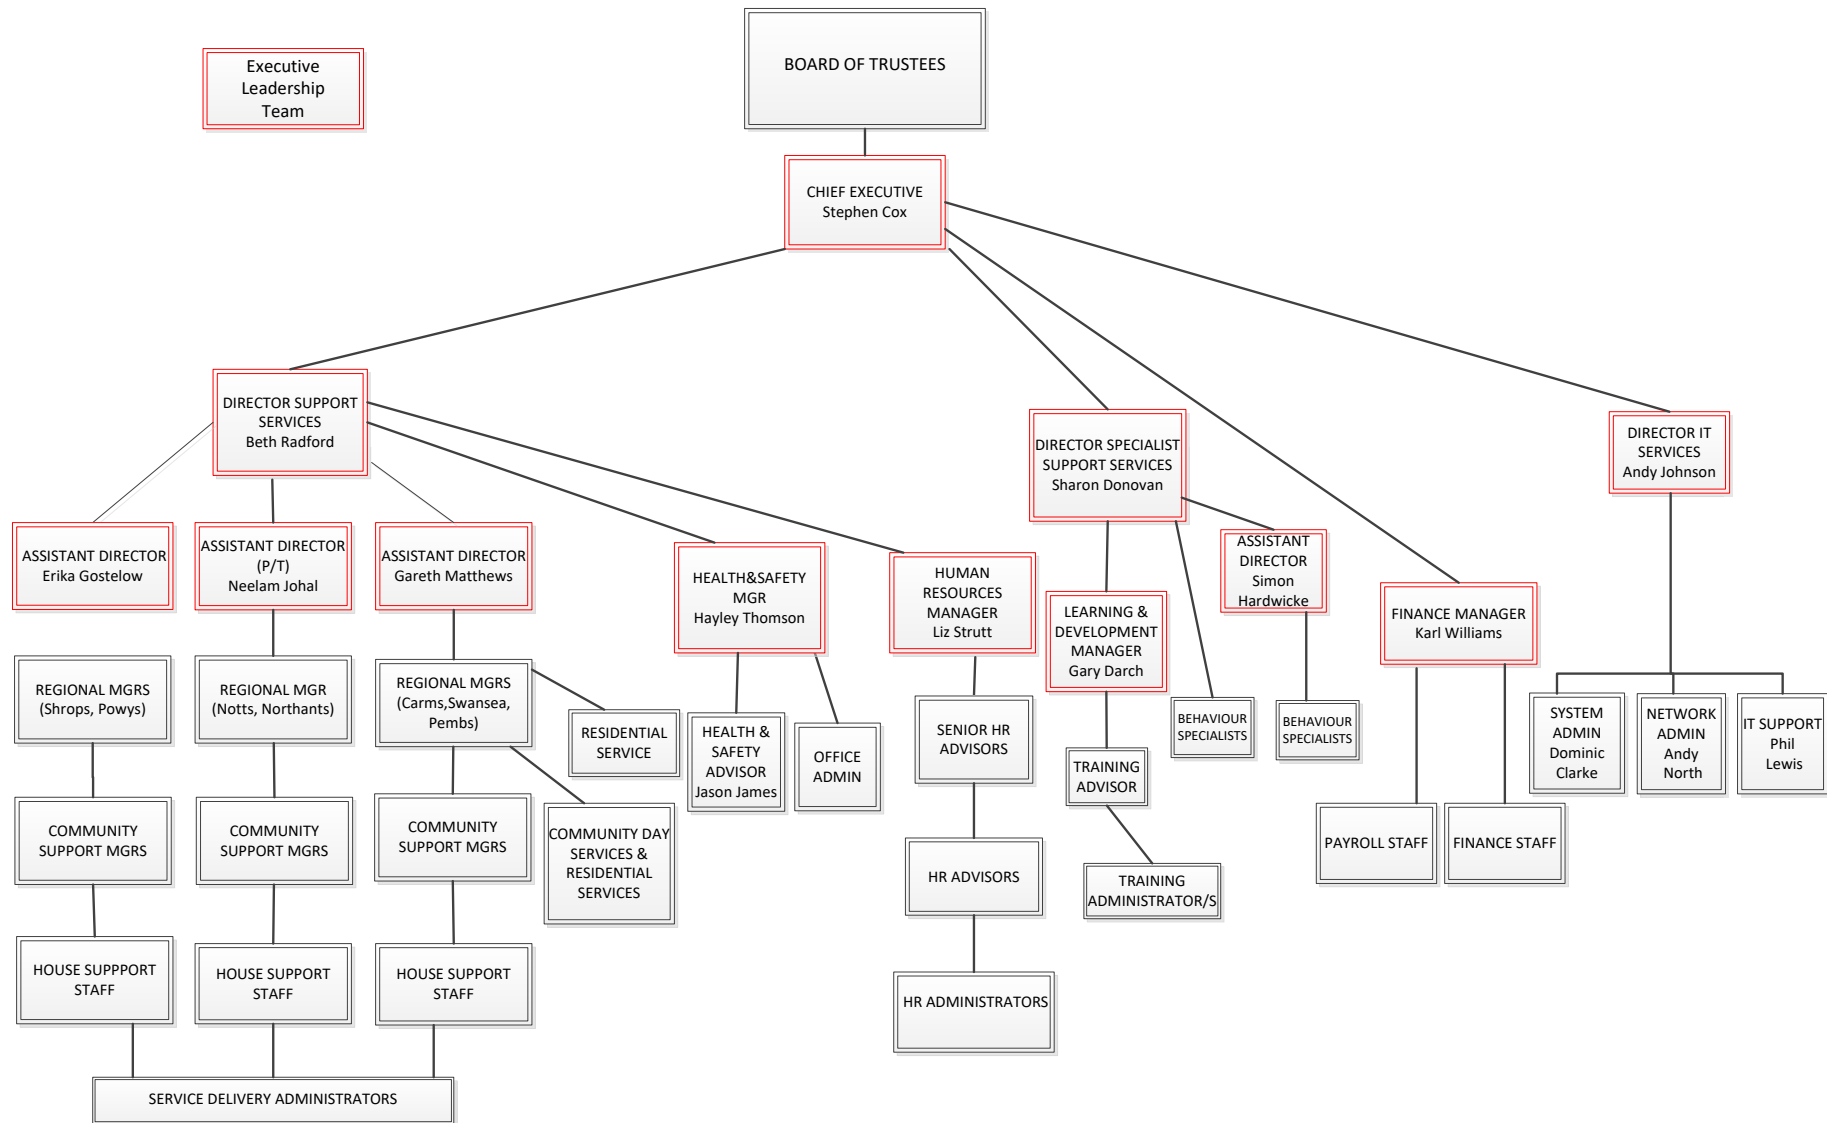 Executive
Leadership
Team
BOARD OF TRUSTEES
CHIEF EXECUTIVE
Stephen Cox
DIRECTOR SUPPORT
SERVICES
Beth Radford
DIRECTOR SPECIALIST
SUPPORT SERVICES
Sharon Donovan
DIRECTOR IT
SERVICES
Andy Johnson
ASSISTANT DIRECTOR
Erika Gostelow
ASSISTANT DIRECTOR
(P/T)
Neelam Johal
ASSISTANT DIRECTOR
Gareth Matthews
HEALTH&SAFETY
MGR
Hayley Thomson
HUMAN
RESOURCES
MANAGER
Liz Strutt
LEARNING &
DEVELOPMENT
MANAGER
Gary Darch
ASSISTANT
DIRECTOR
Simon
Hardwicke
FINANCE MANAGER
Karl Williams
REGIONAL MGRS
(Shrops, Powys)
REGIONAL MGR
(Notts, Northants)
REGIONAL MGRS
(Carms,Swansea,
Pembs)
RESIDENTIAL
SERVICE
HEALTH &
SAFETY
ADVISOR
Jason James
OFFICE
ADMIN
SENIOR HR
ADVISORS
TRAINING
ADVISOR
BEHAVIOUR
SPECIALISTS
BEHAVIOUR
SPECIALISTS
SYSTEM
ADMIN
Dominic
Clarke
NETWORK
ADMIN
Andy
North
IT SUPPORT
Phil
Lewis
COMMUNITY
SUPPORT MGRS
COMMUNITY
SUPPORT MGRS
COMMUNITY
SUPPORT MGRS
COMMUNITY DAY
SERVICES &
RESIDENTIAL
SERVICES
HR ADVISORS
TRAINING
ADMINISTRATOR/S
PAYROLL STAFF
FINANCE STAFF
HOUSE SUPPPORT
STAFF
HOUSE SUPPORT
STAFF
HOUSE SUPPORT
STAFF
HR ADMINISTRATORS
SERVICE DELIVERY ADMINISTRATORS